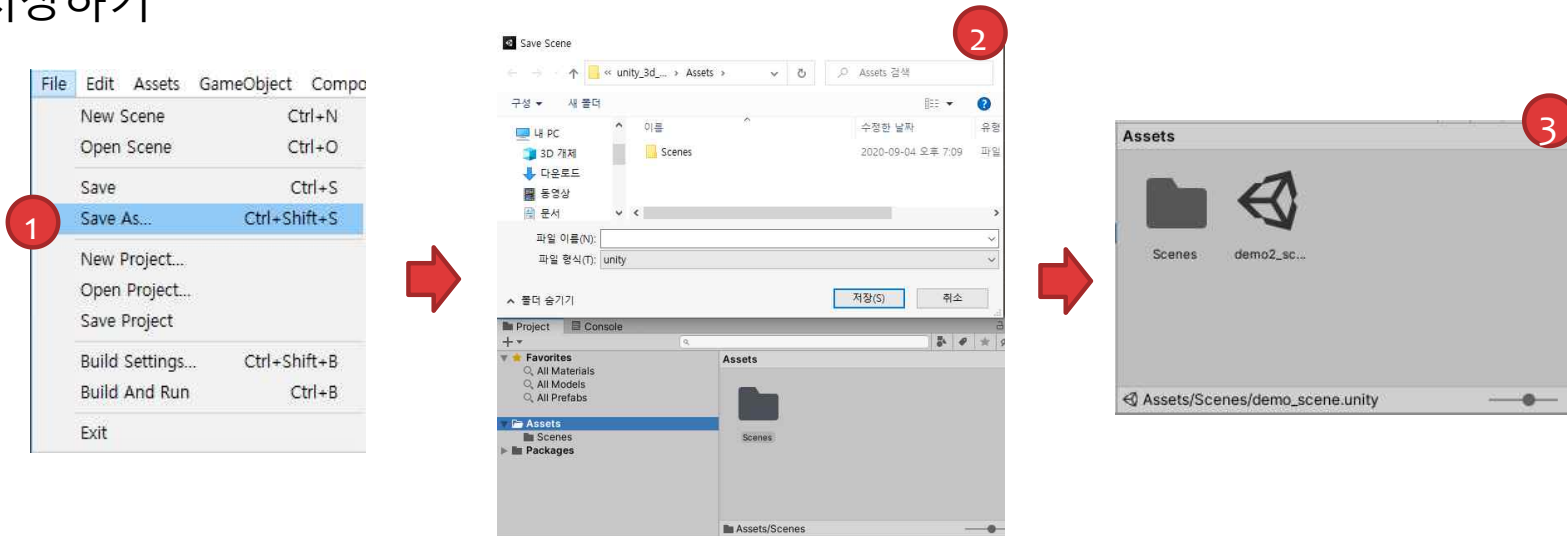 File Edit Assets GameObject Compo
New Scene Ctrl+N
Open Scene Ctrl+O
Save Ctrl+S
1
Save As... Ctrl+Shift+S
New Project...
Open Project...
Save Project
Build Settings... Ctrl+Shift+B
Build And Run Ctrl+B
Exit
2
Save Scene
« unity_3d_... › Assets ›
Assets 검색
구성 새 폴더
이름 수정한 날짜 유형
내 PC
3D 개체
다운로드
동영상
문서
Scenes 2020-09-04 오후 7:09 파일
파일 이름(N):
파일 형식(T): unity
폴더 숨기기 저장(S) 취소
Project Console
Favorites
All Materials
All Models
All Prefabs
Assets
Scenes
Packages
Assets
Scenes
Assets/Scenes
3
Assets
Scenes demo2_sc...
Assets/Scenes/demo_scene.unity